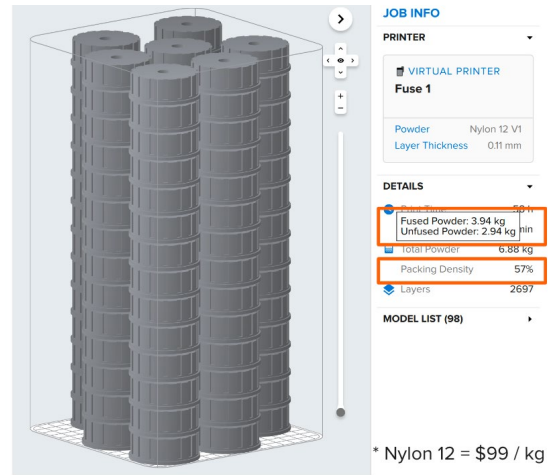 JOB INFO
PRINTER
VIRTUAL PRINTER
Fuse 1
Powder Nylon 12 V1
Layer Thickness 0.11 mm
DETAILS
Fused Powder: 3.94 kg
Unfused Powder: 2.94 kg
min
Total Powder 6.88 kg
Packing Density 57%
Layers 2697
MODEL LIST (98)
* Nylon 12 = $99 / kg